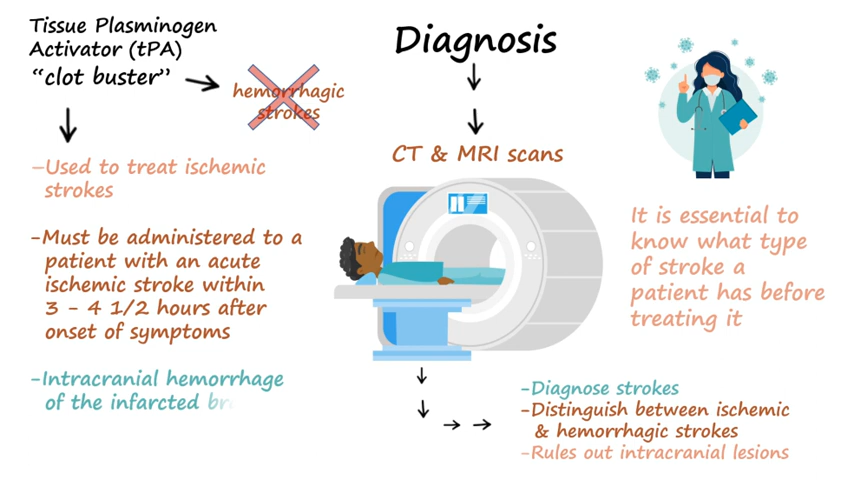 Tissue Plasminogen
Activator (tPA)
“clot buster”
hemorrhagic
strokes
-Used to treat ischemic
strokes
-Must be administered to a
patient with an acute
ischemic stroke within
3 - 4 1/2 hours after
onset of symptoms
-Intracranial hemorrhage
of the infarcted
Diagnosis
CT & MRI scans
-Diagnose strokes
-Distinguish between ischemic
& hemorrhagic strokes
-Rules out intracranial lesions
It is essential to
know what type
of stroke a
patient has before
treating it